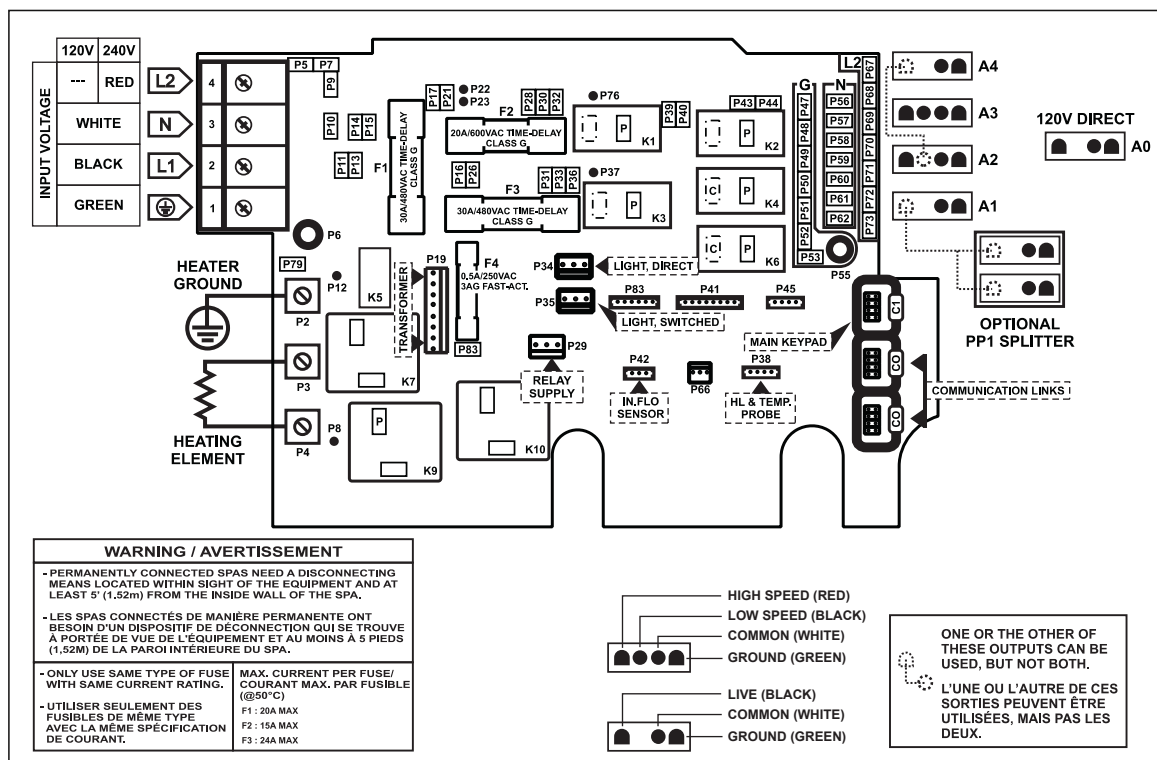 120V 240V
INPUT VOLTAGE
--- RED L2 4
WHITE N 3
BLACK L1 2
GREEN 1
P5 P7
P9
P10
P14
P15
P11
P13
F1
30A/480VAC TIME-DELAY
CLASS G
P17
P21
P22
P23
F2
P28
P30
P32
20A/600VAC TIME-DELAY
CLASS G
P16
P26
F3
P31
P33
P36
30A/480VAC TIME-DELAY
CLASS G
P76
P
K1
P39
P40
P37
P
K3
P43 P44
P
K2
IC P
K4
IC P
K6
G
P47
P48
P49
P50
P51
P52
P53
N
P56
P57
P58
P59
P60
P61
P62
L2
P67
P68
P69
P70
P71
P72
P73
P55
A4
A3
A2
A1
120V DIRECT
A0
OPTIONAL
PP1 SPLITTER
P6
P79
P12
K5
HEATER
GROUND
P2
P3
P4
HEATING
ELEMENT
P8
K7
P
K9
K10
P19
TRANSFORMER
F4
0.5A/250VAC
3AG FAST-ACT.
P83
P34
LIGHT, DIRECT
P35
LIGHT, SWITCHED
P83
P41
P45
P29
RELAY
SUPPLY
P42
IN.FLO
SENSOR
P66
P38
HL & TEMP.
PROBE
MAIN KEYPAD
C1
CO
CO
COMMUNICATION LINKS
WARNING / AVERTISSEMENT
- PERMANENTLY CONNECTED SPAS NEED A DISCONNECTING
MEANS LOCATED WITHIN SIGHT OF THE EQUIPMENT AND AT
LEAST 5' (1.52m) FROM THE INSIDE WALL OF THE SPA.
- LES SPAS CONNECTÉS DE MANIÈRE PERMANENTE ONT
BESOIN D'UN DISPOSITIF DE DÉCONNECTION QUI SE TROUVE
À PORTÉE DE VUE DE L'ÉQUIPEMENT ET AU MOINS À 5 PIEDS
(1,52M) DE LA PAROI INTÉRIEURE DU SPA.
- ONLY USE SAME TYPE OF FUSE
WITH SAME CURRENT RATING.
- UTILISER SEULEMENT DES
FUSIBLES DE MÊME TYPE
AVEC LA MÊME SPÉCIFICATION
DE COURANT.
MAX. CURRENT PER FUSE/
COURANT MAX. PAR FUSIBLE
(@50°C)
F1 : 20A MAX
F2 : 15A MAX
F3 : 24A MAX
HIGH SPEED (RED)
LOW SPEED (BLACK)
COMMON (WHITE)
GROUND (GREEN)
LIVE (BLACK)
COMMON (WHITE)
GROUND (GREEN)
ONE OR THE OTHER OF
THESE OUTPUTS CAN BE
USED, BUT NOT BOTH.
L'UNE OU L'AUTRE DE CES
SORTIES PEUVENT ÊTRE
UTILISÉES, MAIS PAS LES
DEUX.